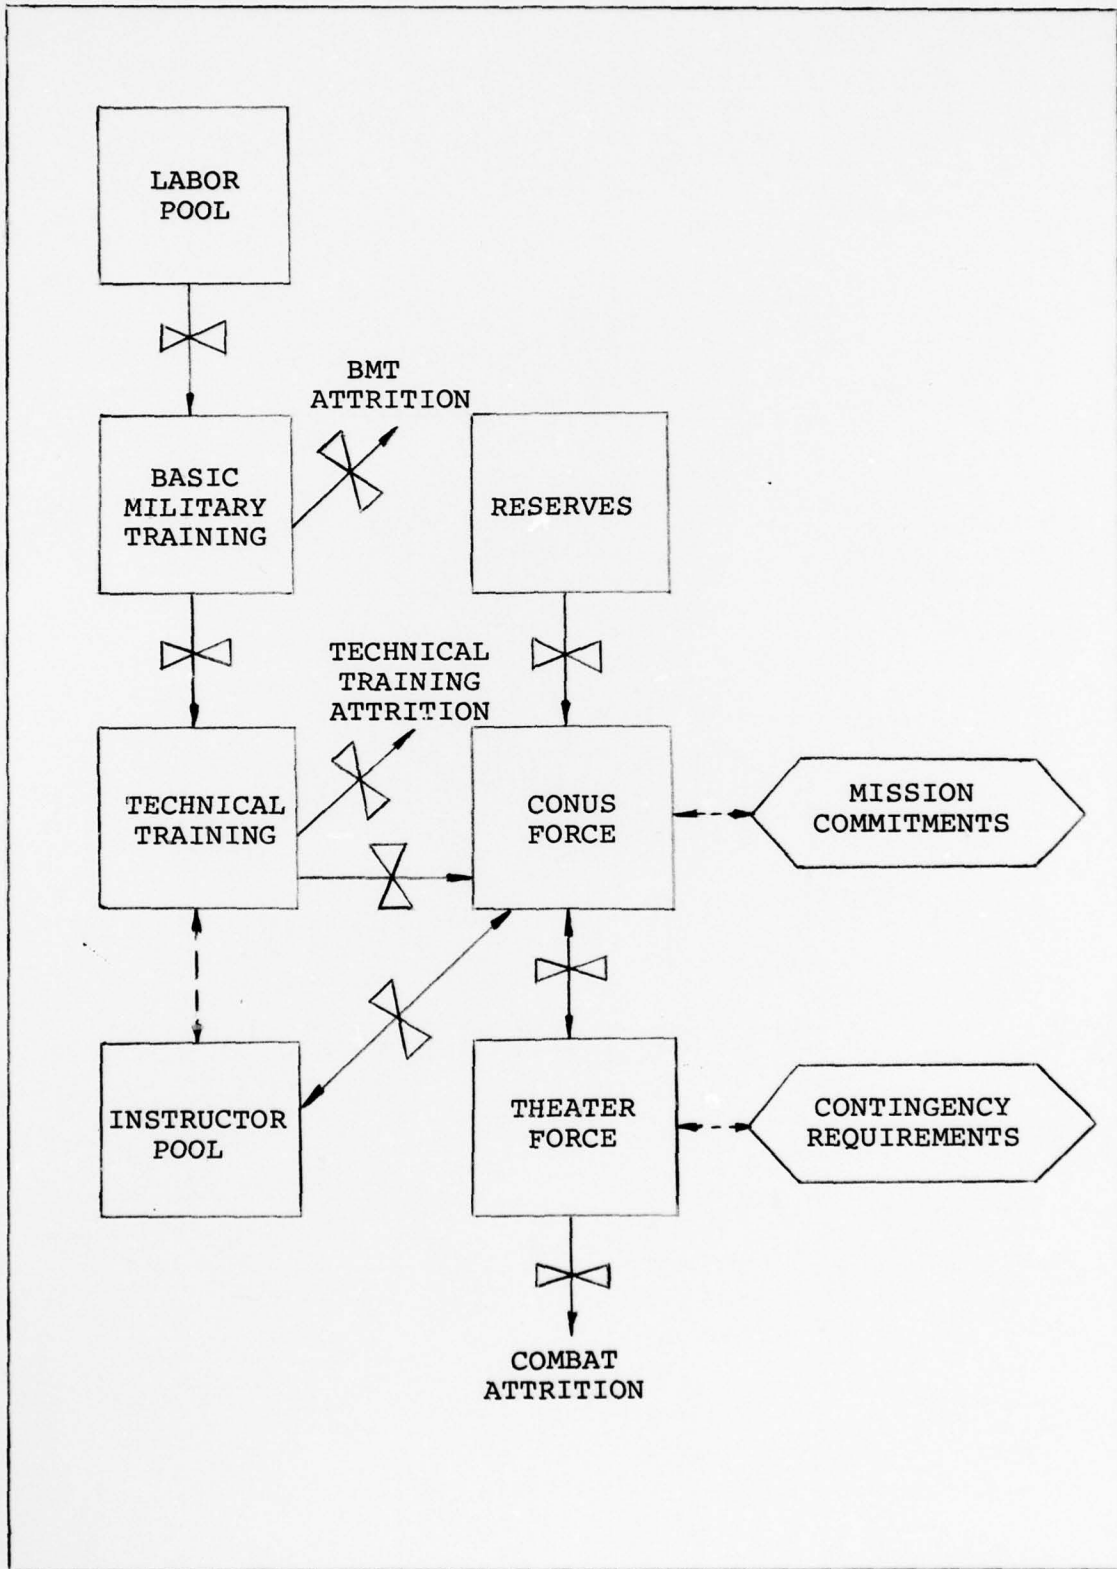 LABOR
POOL
BMT
ATTRITION
BASIC
MILITARY
TRAINING
RESERVES
TECHNICAL
TRAINING
ATTRITION
TECHNICAL
TRAINING
CONUS
FORCE
MISSION
COMMITMENTS
INSTRUCTOR
POOL
THEATER
FORCE
CONTINGENCY
REQUIREMENTS
COMBAT
ATTRITION